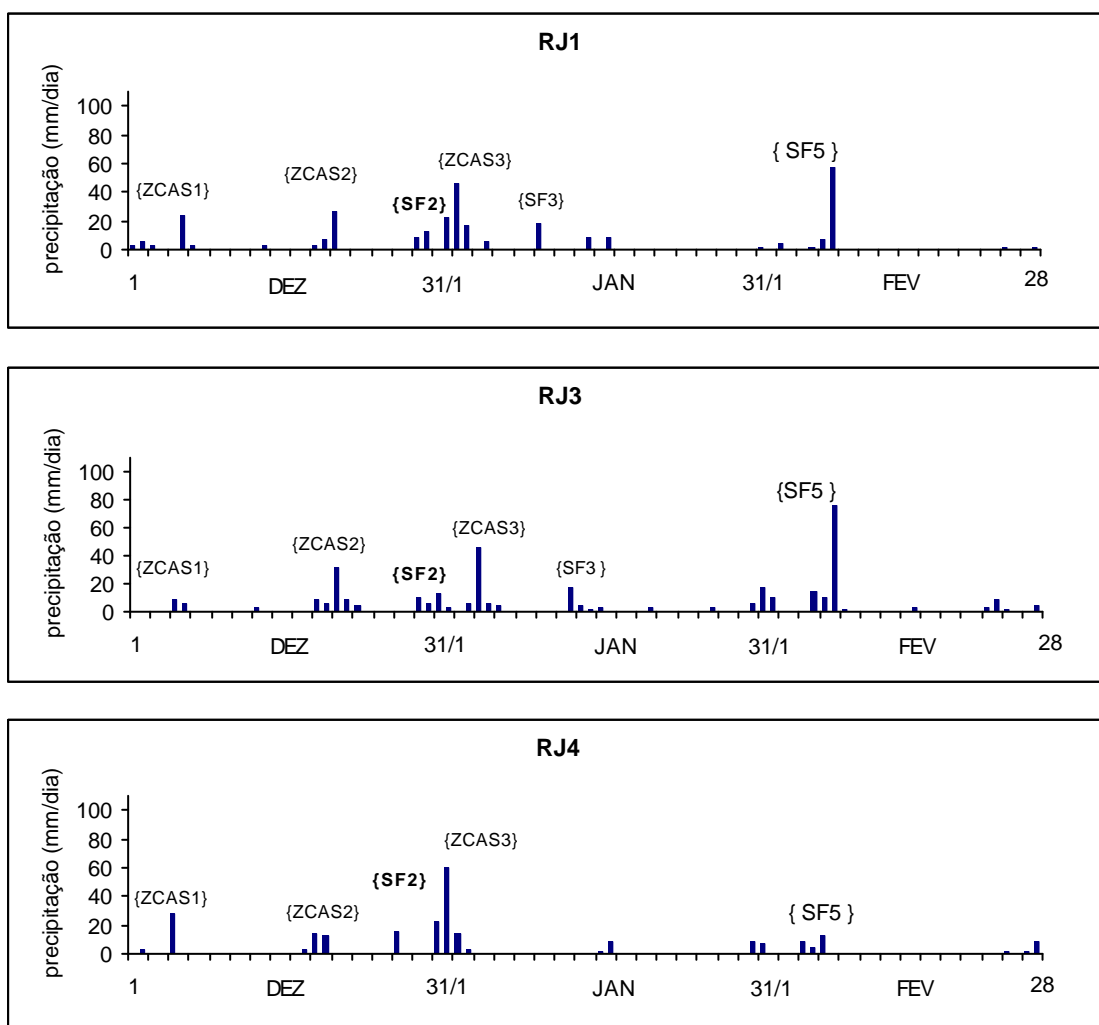 RJ1
precipitação (mm/dia)
100
80
60
40
20
0
{ZCAS1}
{ZCAS2}
{SF2}
{ZCAS3}
{SF3}
{ SF5 }
1 DEZ 31/1 JAN 31/1 FEV 28
RJ3
precipitação (mm/dia)
100
80
60
40
20
0
{ZCAS1}
{ZCAS2}
{SF2}
{ZCAS3}
{SF3 }
{SF5 }
1 DEZ 31/1 JAN 31/1 FEV 28
RJ4
precipitação (mm/dia)
100
80
60
40
20
0
{ZCAS1}
{ZCAS2}
{SF2}
{ZCAS3}
{ SF5 }
1 DEZ 31/1 JAN 31/1 FEV 28